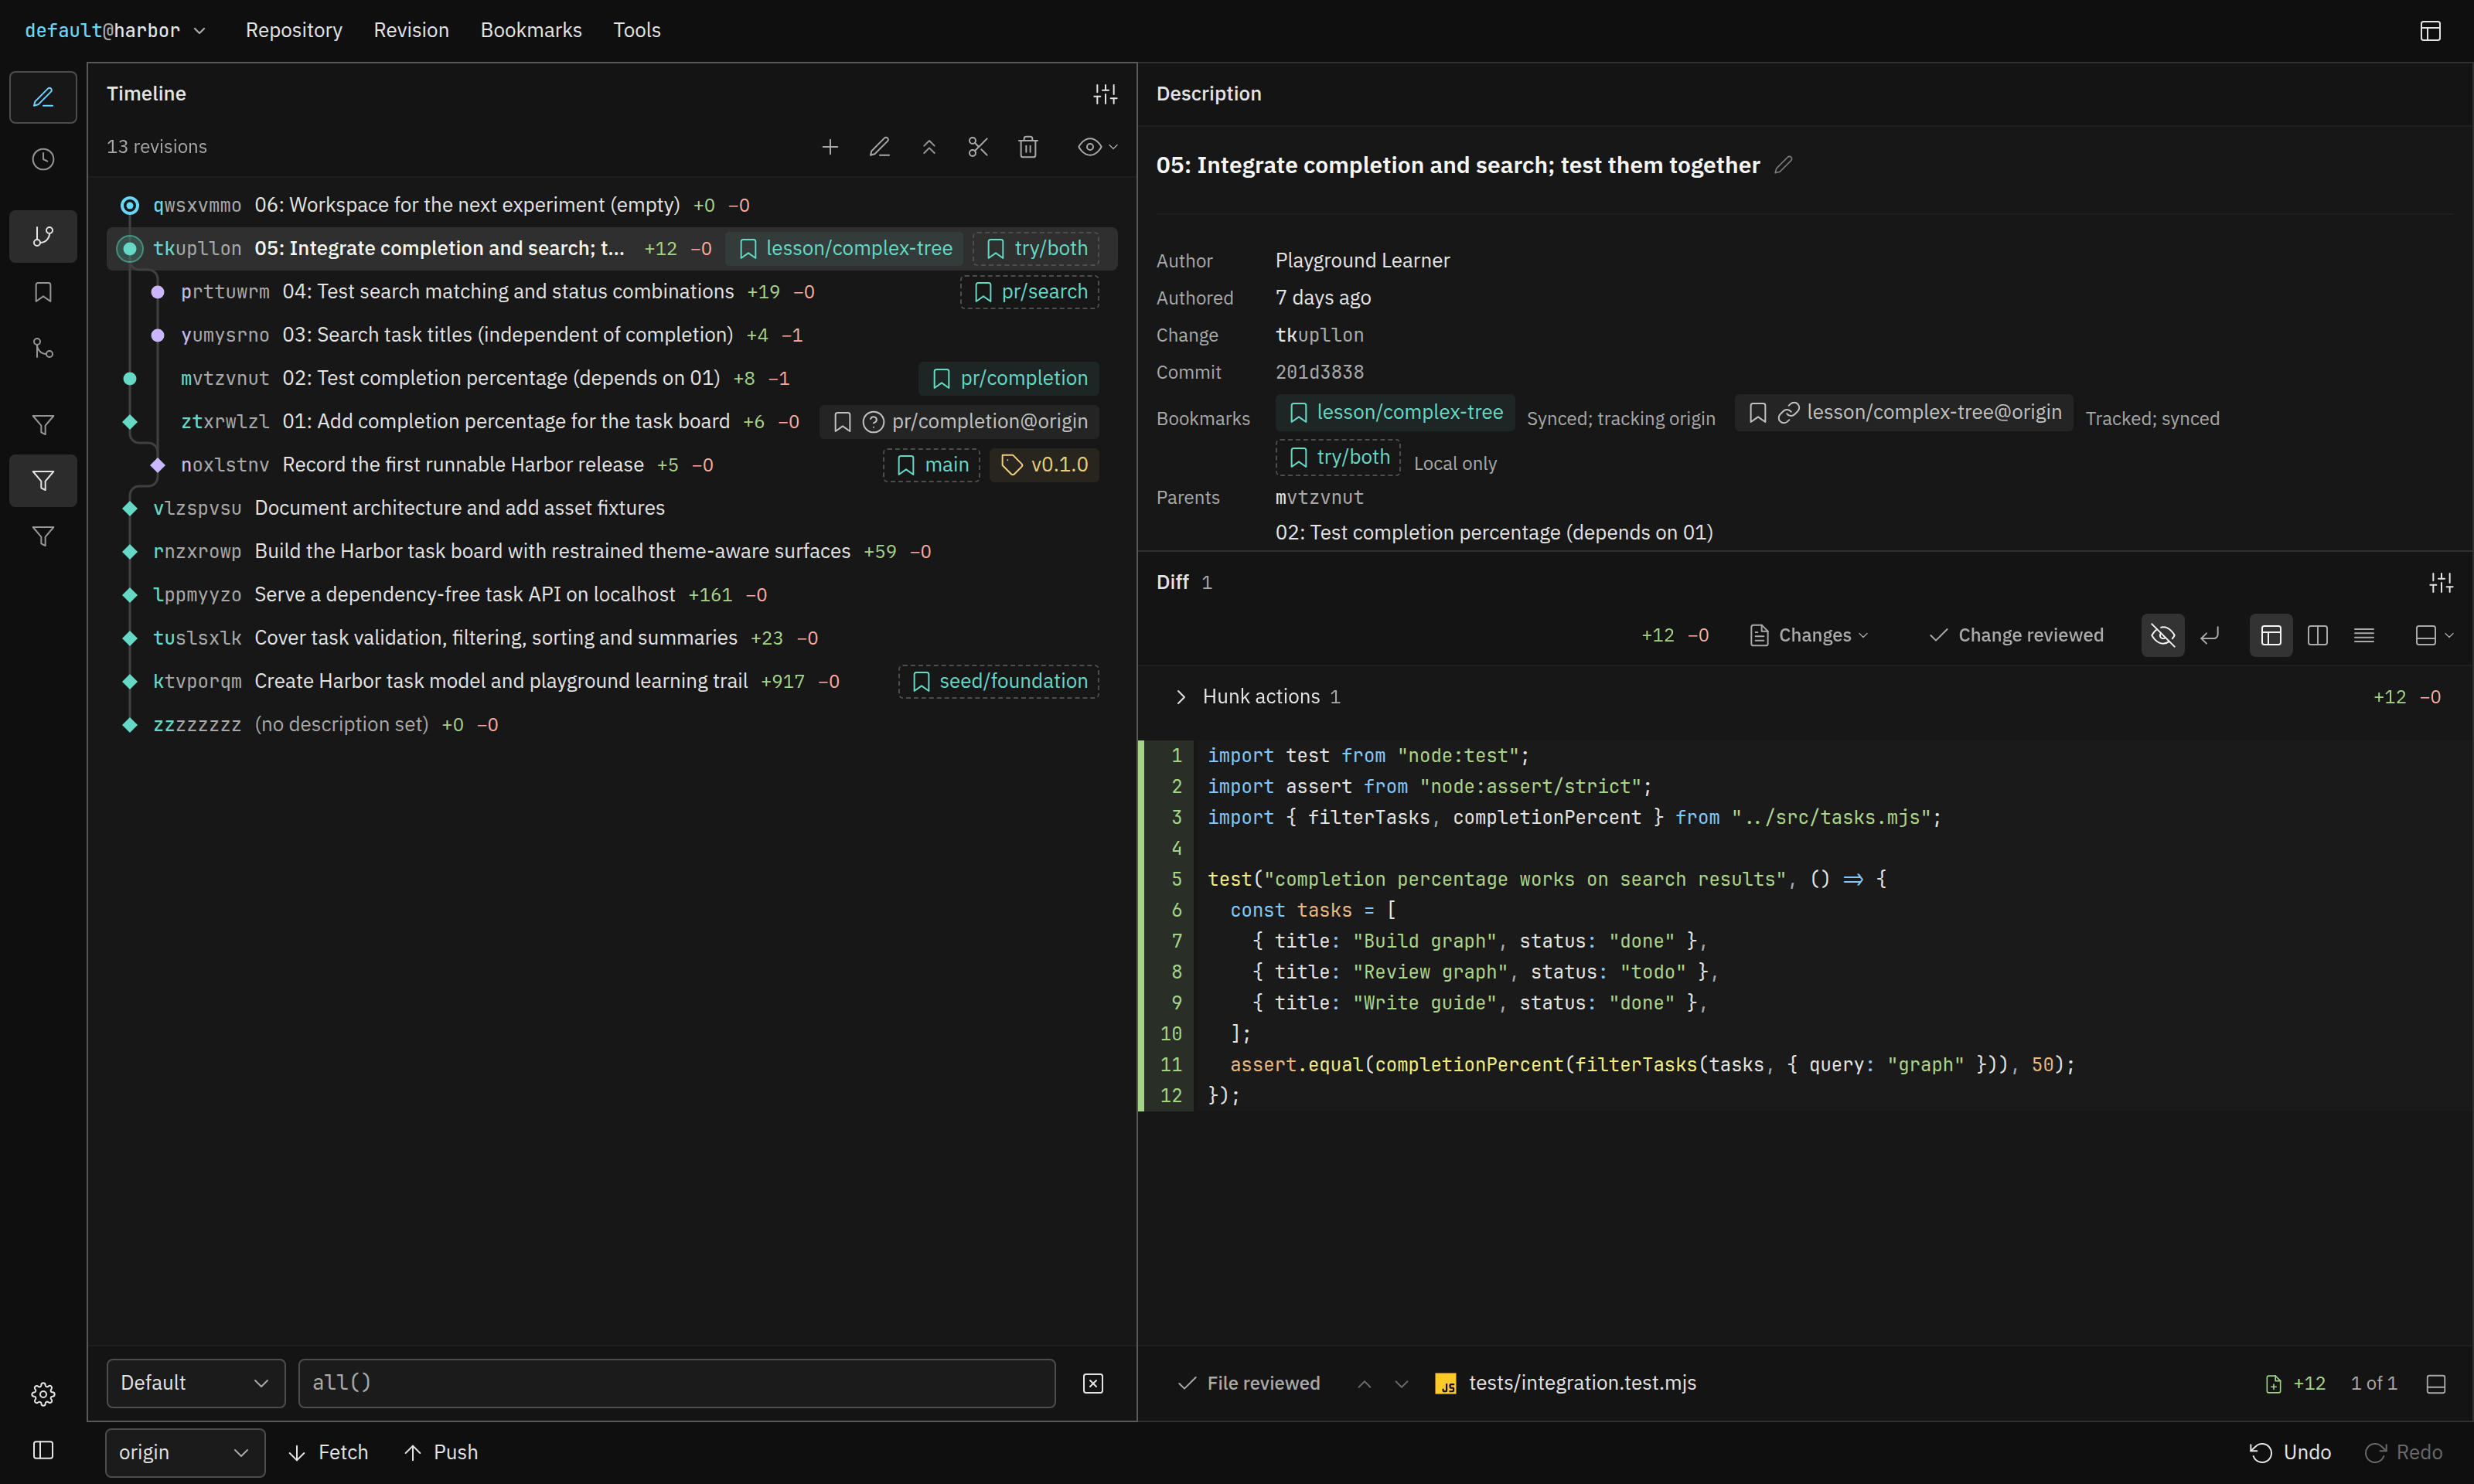 default@harbor Repository Revision Bookmarks Tools
Timeline
13 revisions
qwsxvmmo 06: Workspace for the next experiment (empty) +0 −0
tkupllon 05: Integrate completion and search; t... +12 −0 lesson/complex-tree try/both
prttuwrm 04: Test search matching and status combinations +19 −0 pr/search
yumysrno 03: Search task titles (independent of completion) +4 −1
mvtzvnut 02: Test completion percentage (depends on 01) +8 −1 pr/completion
ztxrwlzl 01: Add completion percentage for the task board +6 −0 pr/completion@origin
noxlstnv Record the first runnable Harbor release +5 −0 main v0.1.0
vlzspvsu Document architecture and add asset fixtures
rnzxrowp Build the Harbor task board with restrained theme-aware surfaces +59 −0
lppmyyzo Serve a dependency-free task API on localhost +161 −0
tuslsxlk Cover task validation, filtering, sorting and summaries +23 −0
ktvporqm Create Harbor task model and playground learning trail +917 −0 seed/foundation
zzzzzzzz (no description set) +0 −0
Default all()
Description
05: Integrate completion and search; test them together
Author Playground Learner
Authored 7 days ago
Change tkupllon
Commit 201d3838
Bookmarks lesson/complex-tree Synced; tracking origin lesson/complex-tree@origin Tracked; synced
try/both Local only
Parents mvtzvnut
02: Test completion percentage (depends on 01)
Diff 1
+12 −0 Changes Change reviewed
Hunk actions 1 +12 −0
1 import test from "node:test";
2 import assert from "node:assert/strict";
3 import { filterTasks, completionPercent } from "../src/tasks.mjs";
4
5 test("completion percentage works on search results", () => {
6 const tasks = [
7 { title: "Build graph", status: "done" },
8 { title: "Review graph", status: "todo" },
9 { title: "Write guide", status: "done" },
10 ];
11 assert.equal(completionPercent(filterTasks(tasks, { query: "graph" })), 50);
12 });
File reviewed JS tests/integration.test.mjs +12 1 of 1
origin Fetch Push Undo Redo